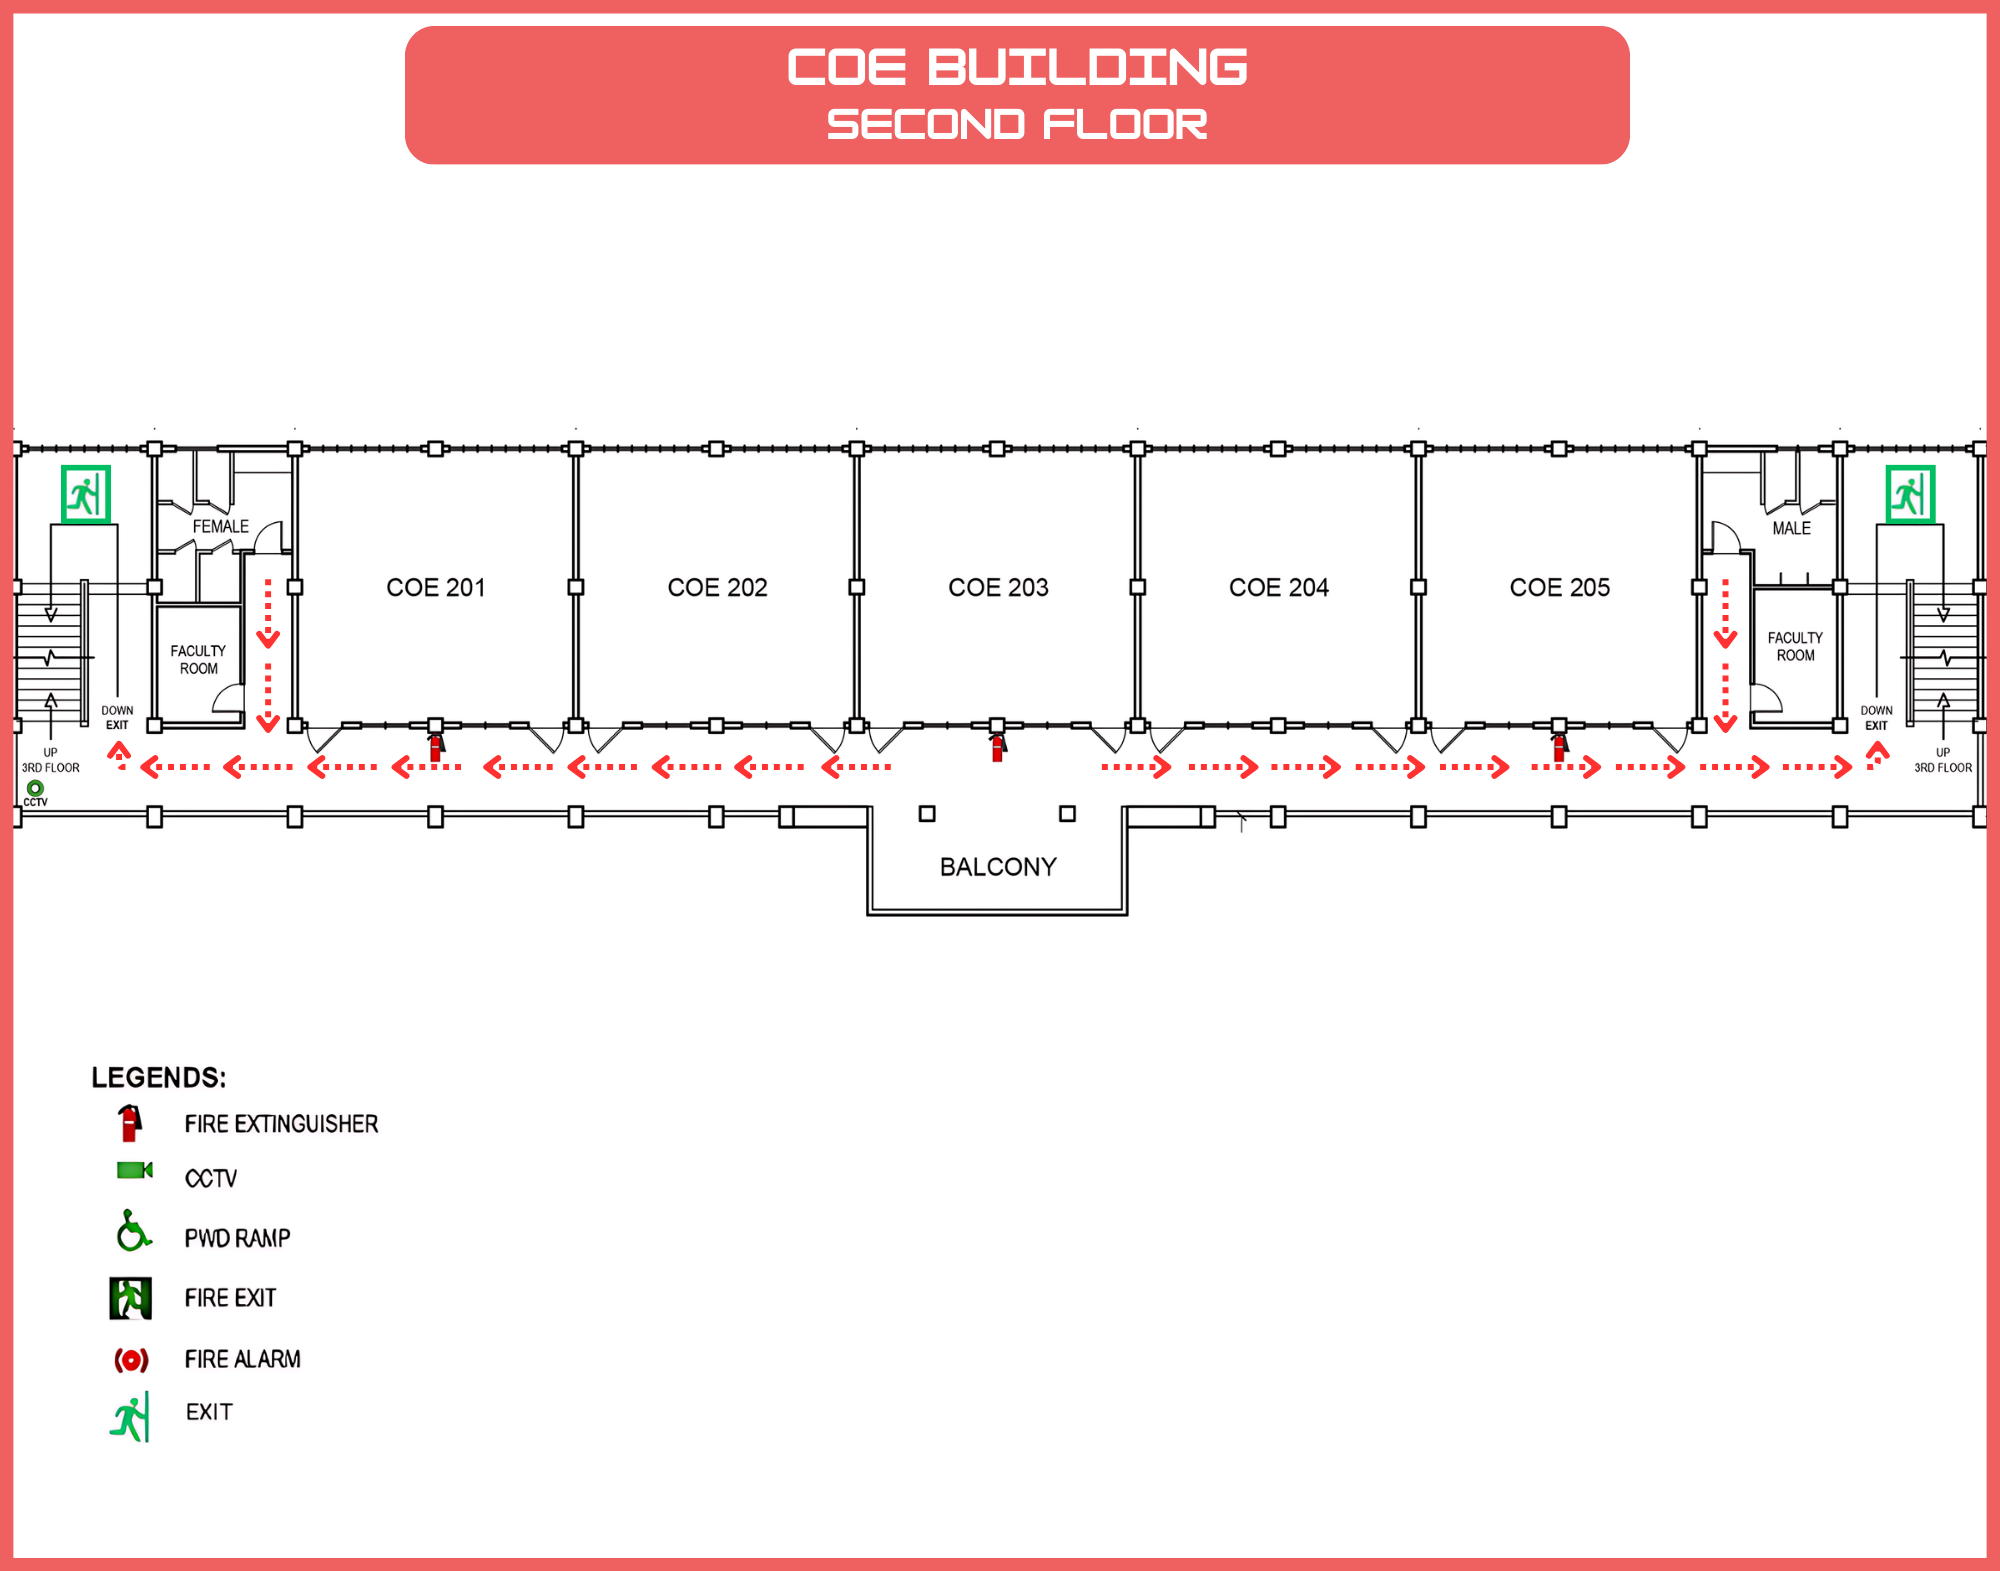 COE BUILDING
SECOND FLOOR
FEMALE
MALE
COE 201
COE 202
COE 203
COE 204
COE 205
FACULTY
ROOM
FACULTY
ROOM
DOWN
EXIT
DOWN
EXIT
UP
3RD FLOOR
UP
3RD FLOOR
CCTV
BALCONY
LEGENDS:
FIRE EXTINGUISHER
CCTV
PWD RAMP
FIRE EXIT
FIRE ALARM
EXIT